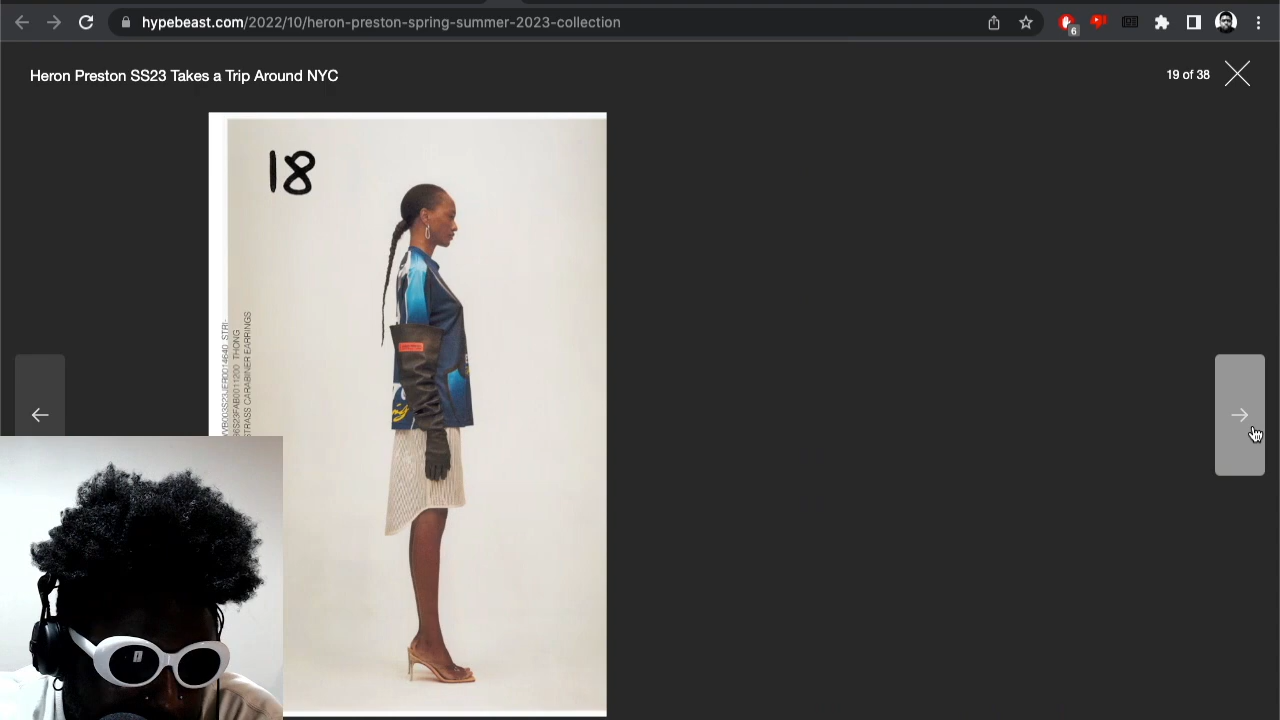 hypebeast.com/2022/10/heron-preston-spring-summer-2023-collection
6
Heron Preston SS23 Takes a Trip Around NYC
19 of 38
18
THONG
STRASS CARABINER EARRINGS